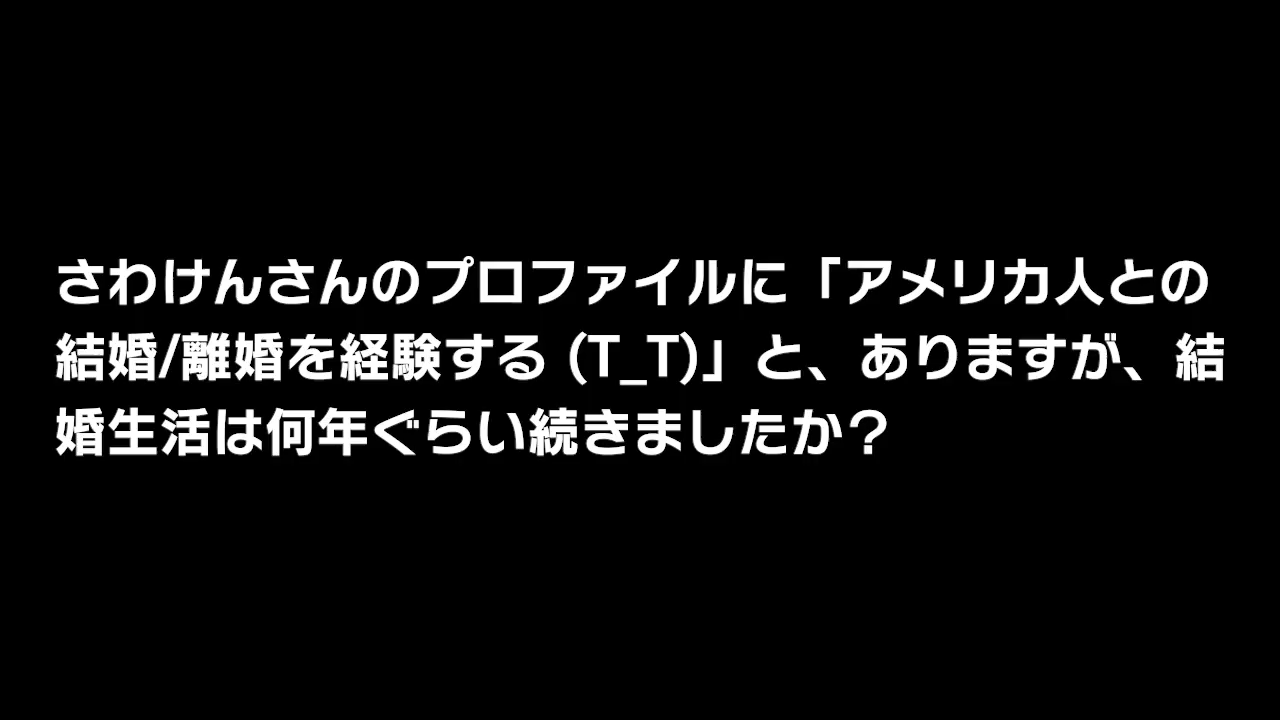 さわけんさんのプロファイルに「アメリカ人との
結婚/離婚を経験する (T_T)」と、ありますが、結
婚生活は何年ぐらい続きましたか？